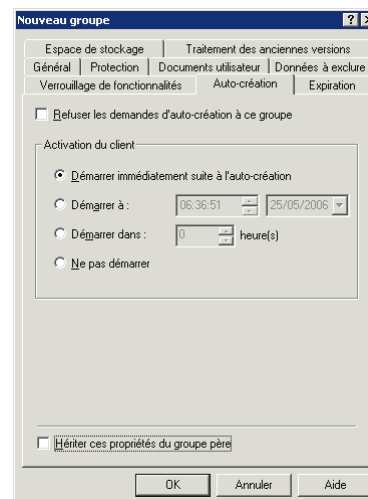 Nouveau groupe
Espace de stockage Traitement des anciennes versions
Général Protection Documents utilisateur Données à exclure
Verrouillage de fonctionnalités Auto-création Expiration
Refuser les demandes d'auto-création à ce groupe
Activation du client
Démarrer immédiatement suite à l'auto-création
Démarrer à : 06:36:51 25/05/2006
Démarrer dans : 0 heure(s)
Ne pas démarrer
Hériter ces propriétés du groupe père
OK Annuler Aide